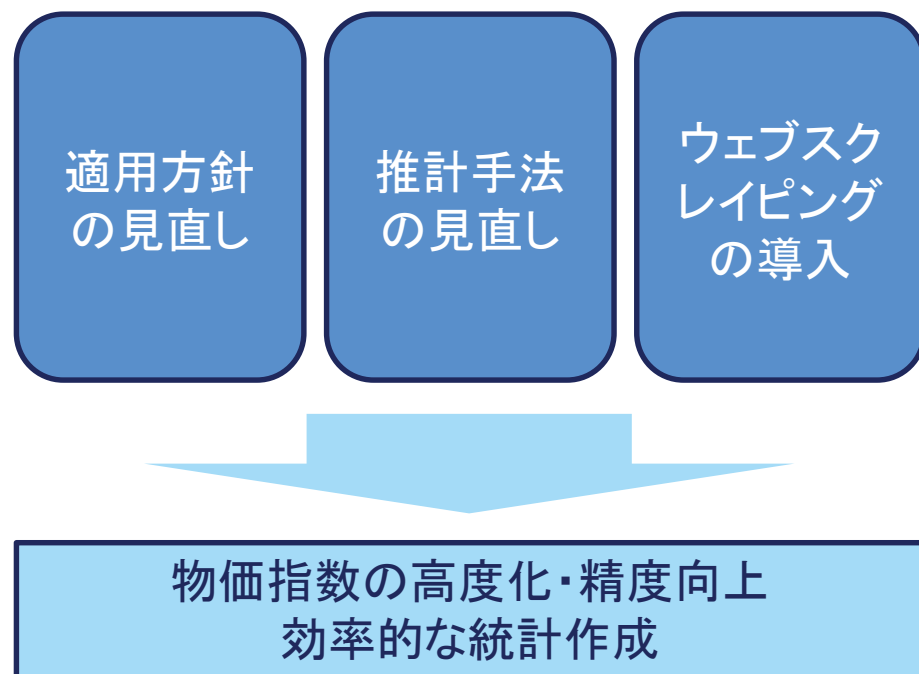 適用方針
の見直し
推計手法
の見直し
ウェブスク
レイピング
の導入
物価指数の高度化・精度向上
効率的な統計作成